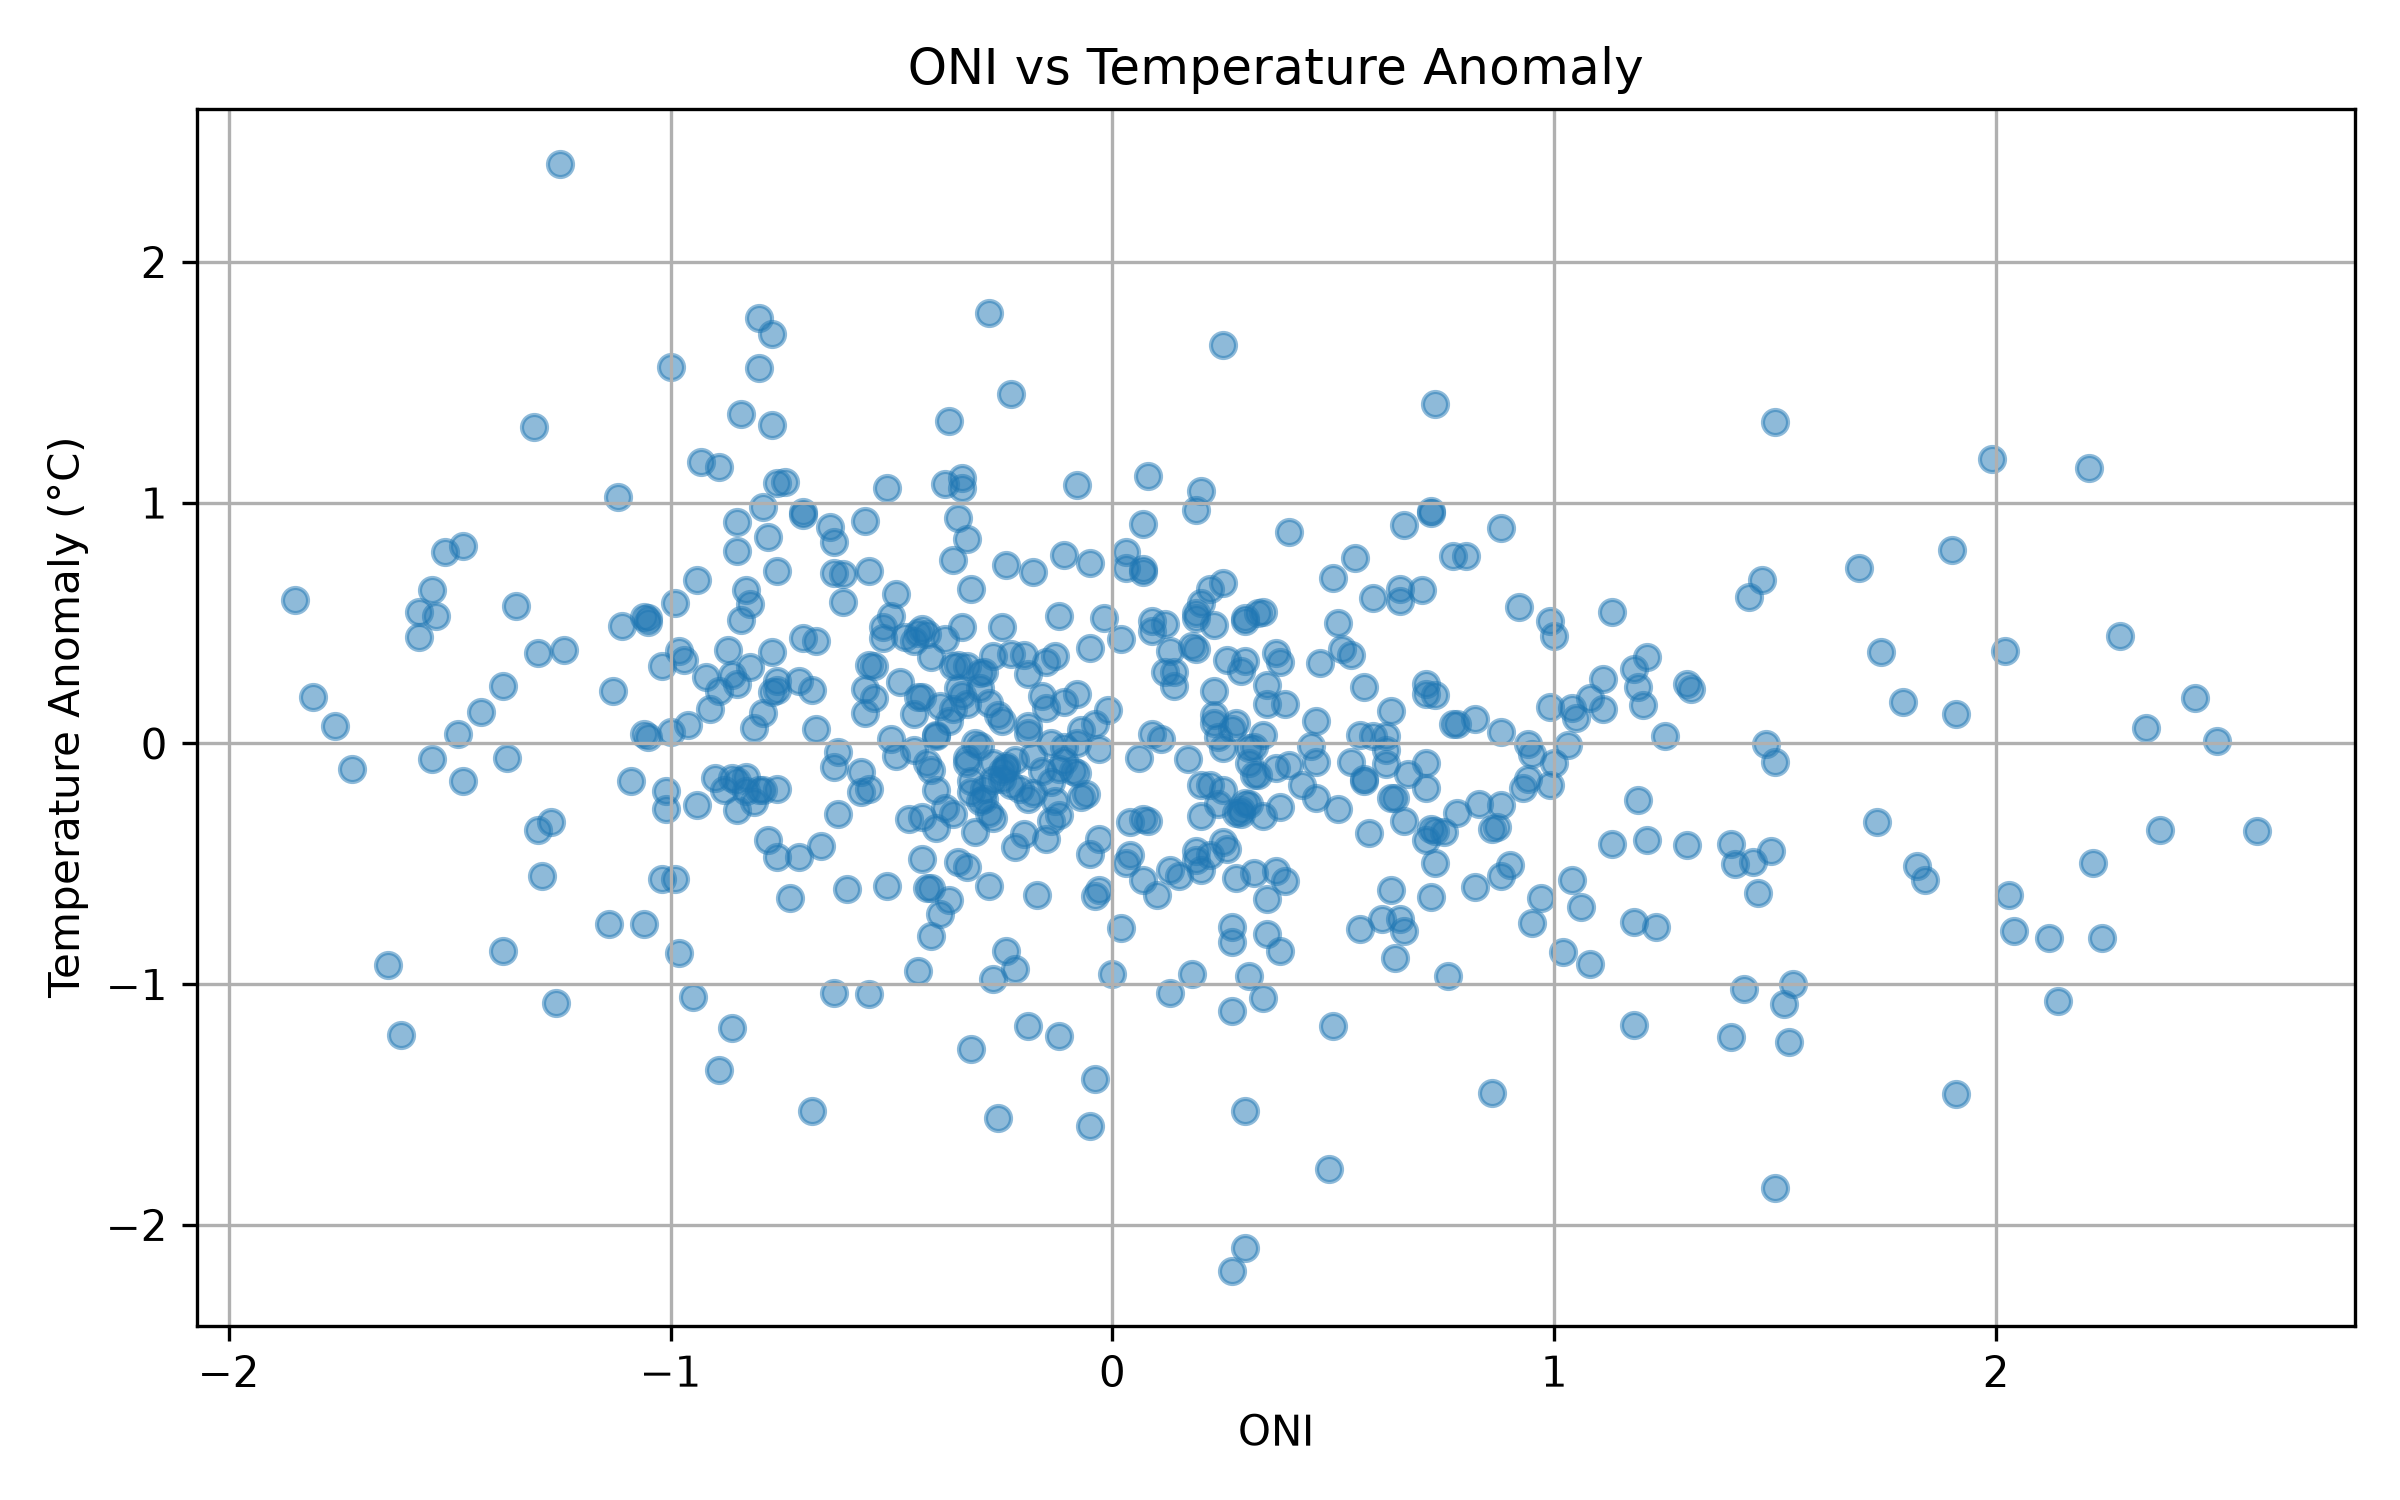 ONI vs Temperature Anomaly
Temperature Anomaly (°C)
2
1
0
−1
−2
−2 −1 0 1 2
ONI